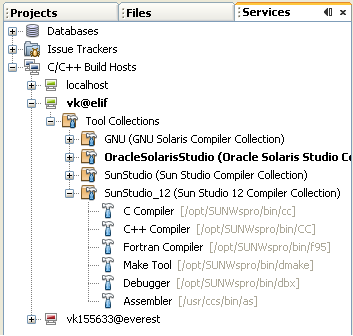 Projects Files Services
Databases
Issue Trackers
C/C++ Build Hosts
localhost
vk@elif
Tool Collections
GNU (GNU Solaris Compiler Collection)
OracleSolarisStudio (Oracle Solaris Studio Co
SunStudio (Sun Studio Compiler Collection)
SunStudio_12 (Sun Studio 12 Compiler Collection)
C Compiler [/opt/SUNWspro/bin/cc]
C++ Compiler [/opt/SUNWspro/bin/CC]
Fortran Compiler [/opt/SUNWspro/bin/f95]
Make Tool [/opt/SUNWspro/bin/dmake]
Debugger [/opt/SUNWspro/bin/dbx]
Assembler [/usr/ccs/bin/as]
vk155633@everest